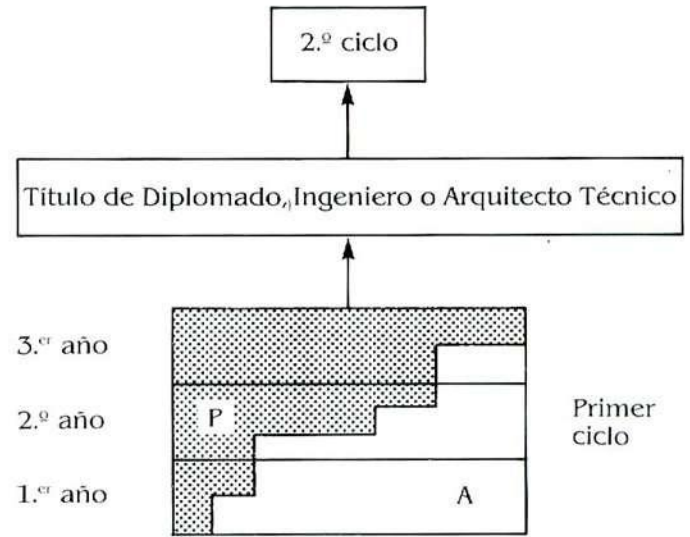 2.º ciclo
Título de Diplomado, Ingeniero o Arquitecto Técnico
3.er año
2.º año
P
Primer
ciclo
1.er año
A